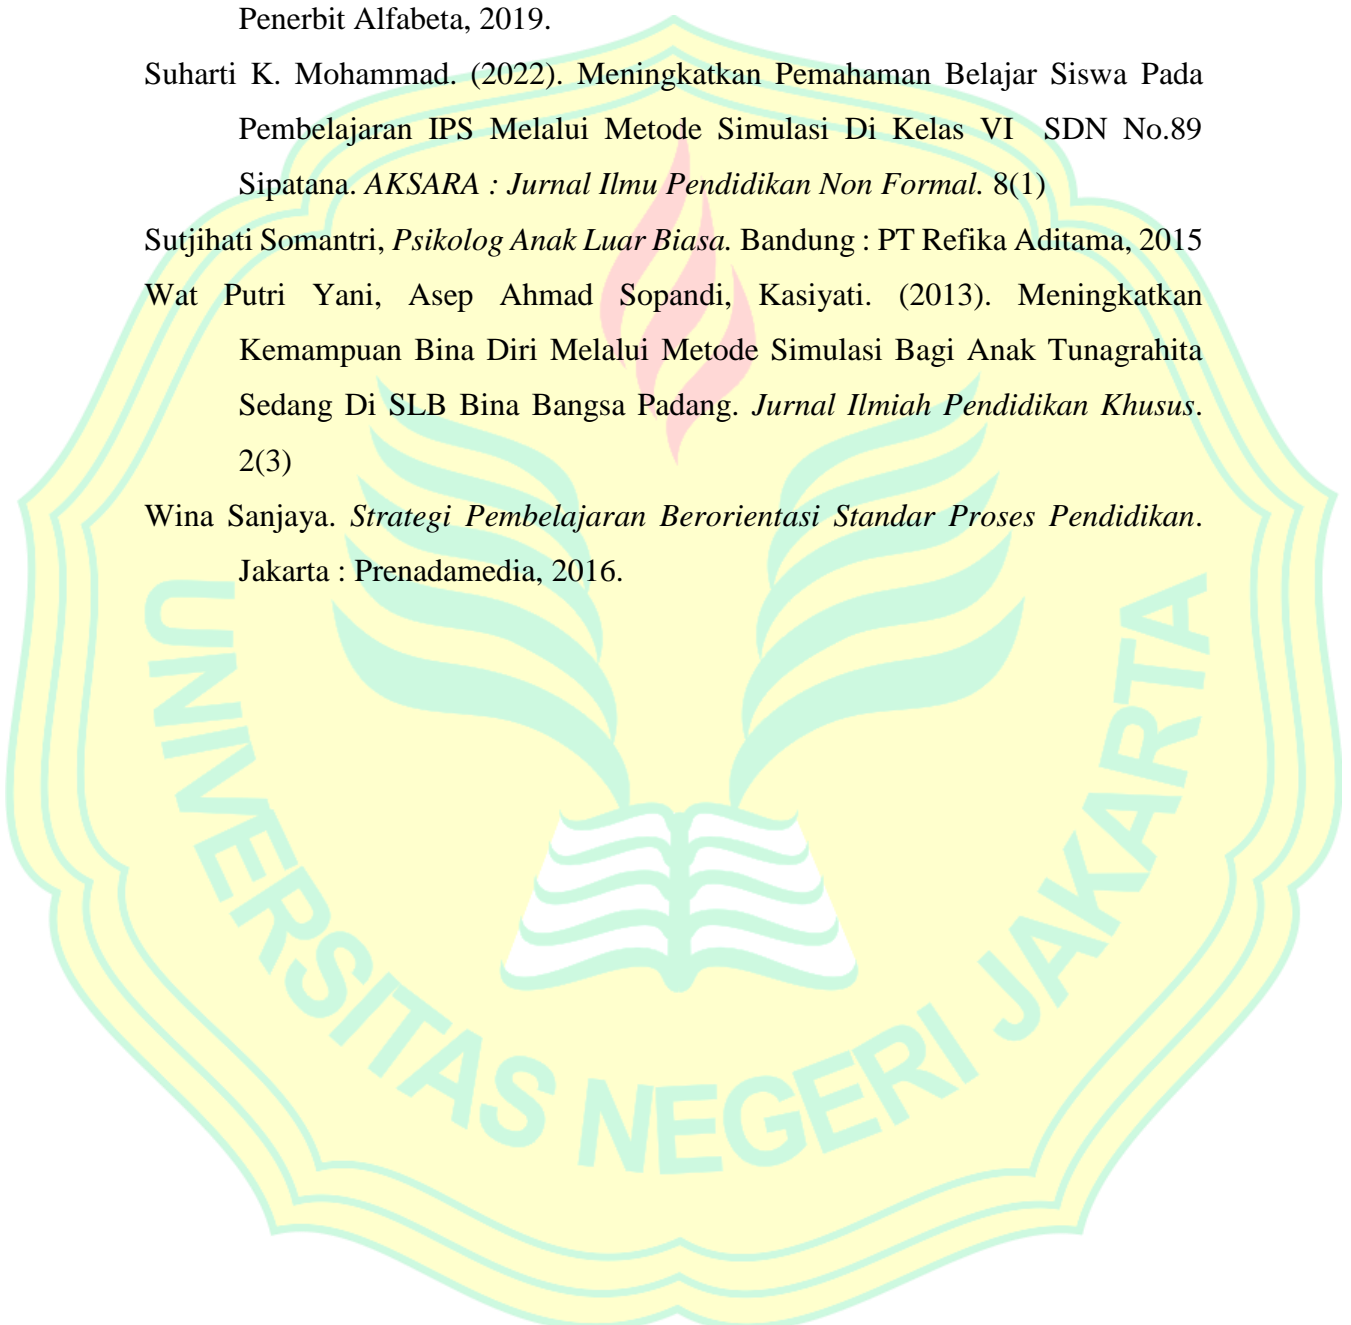 Penerbit Alfabeta, 2019.
Suharti K. Mohammad. (2022). Meningkatkan Pemahaman Belajar Siswa Pada
Pembelajaran IPS Melalui Metode Simulasi Di Kelas VI SDN No.89
Sipatana. AKSARA : Jurnal Ilmu Pendidikan Non Formal. 8(1)
Sutjihati Somantri, Psikolog Anak Luar Biasa. Bandung : PT Refika Aditama, 2015
Wat Putri Yani, Asep Ahmad Sopandi, Kasiyati. (2013). Meningkatkan
Kemampuan Bina Diri Melalui Metode Simulasi Bagi Anak Tunagrahita
Sedang Di SLB Bina Bangsa Padang. Jurnal Ilmiah Pendidikan Khusus.
2(3)
Wina Sanjaya. Strategi Pembelajaran Berorientasi Standar Proses Pendidikan.
Jakarta : Prenadamedia, 2016.
UNIVERSITAS NEGERI JAKARTA